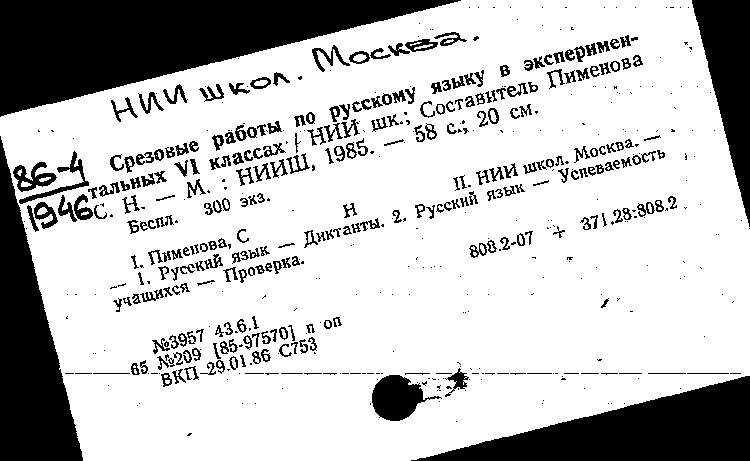 НИИ школ. Москва.
86-4
1946
Срезовые работы по русскому языку в эксперимен-
тальных VI классах / НИИ шк.; Составитель Пименова
С. Н. — М. : НИИШ, 1985. — 58 с.; 20 см.
Беспл. 300 экз.
I. Пименова, С Н II. НИИ школ. Москва. —
— 1. Русский язык — Диктанты. 2. Русский язык — Успеваемость
учащихся — Проверка.
808.2-07 + 371.28:808.2
№3957 43.6.1
65 №209 [85-97570] п оп
ВКП 29.01.86 С753